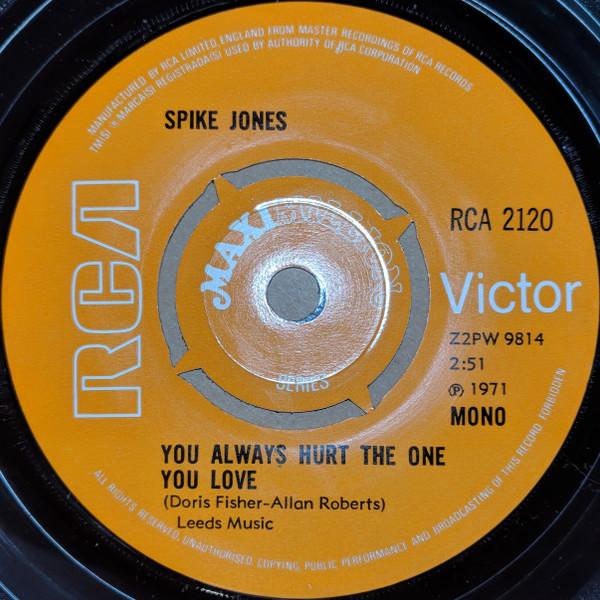 MANUFACTURED BY RCA LIMITED, ENGLAND FROM MASTER RECORDINGS OF RCA RECORDS
TM(S) ® MARCA(S) REGISTRADA(S) USED BY AUTHORITY OF RCA CORPORATION
SPIKE JONES
RCA
RCA 2120
MAXI MILLION
Victor
Z2PW 9814
2:51
Ⓟ 1971
MONO
SERIES
YOU ALWAYS HURT THE ONE
YOU LOVE
(Doris Fisher-Allan Roberts)
Leeds Music
ALL RIGHTS RESERVED, UNAUTHORISED, COPYING, PUBLIC PERFORMANCE AND BROADCASTING OF THIS RECORD FORBIDDEN